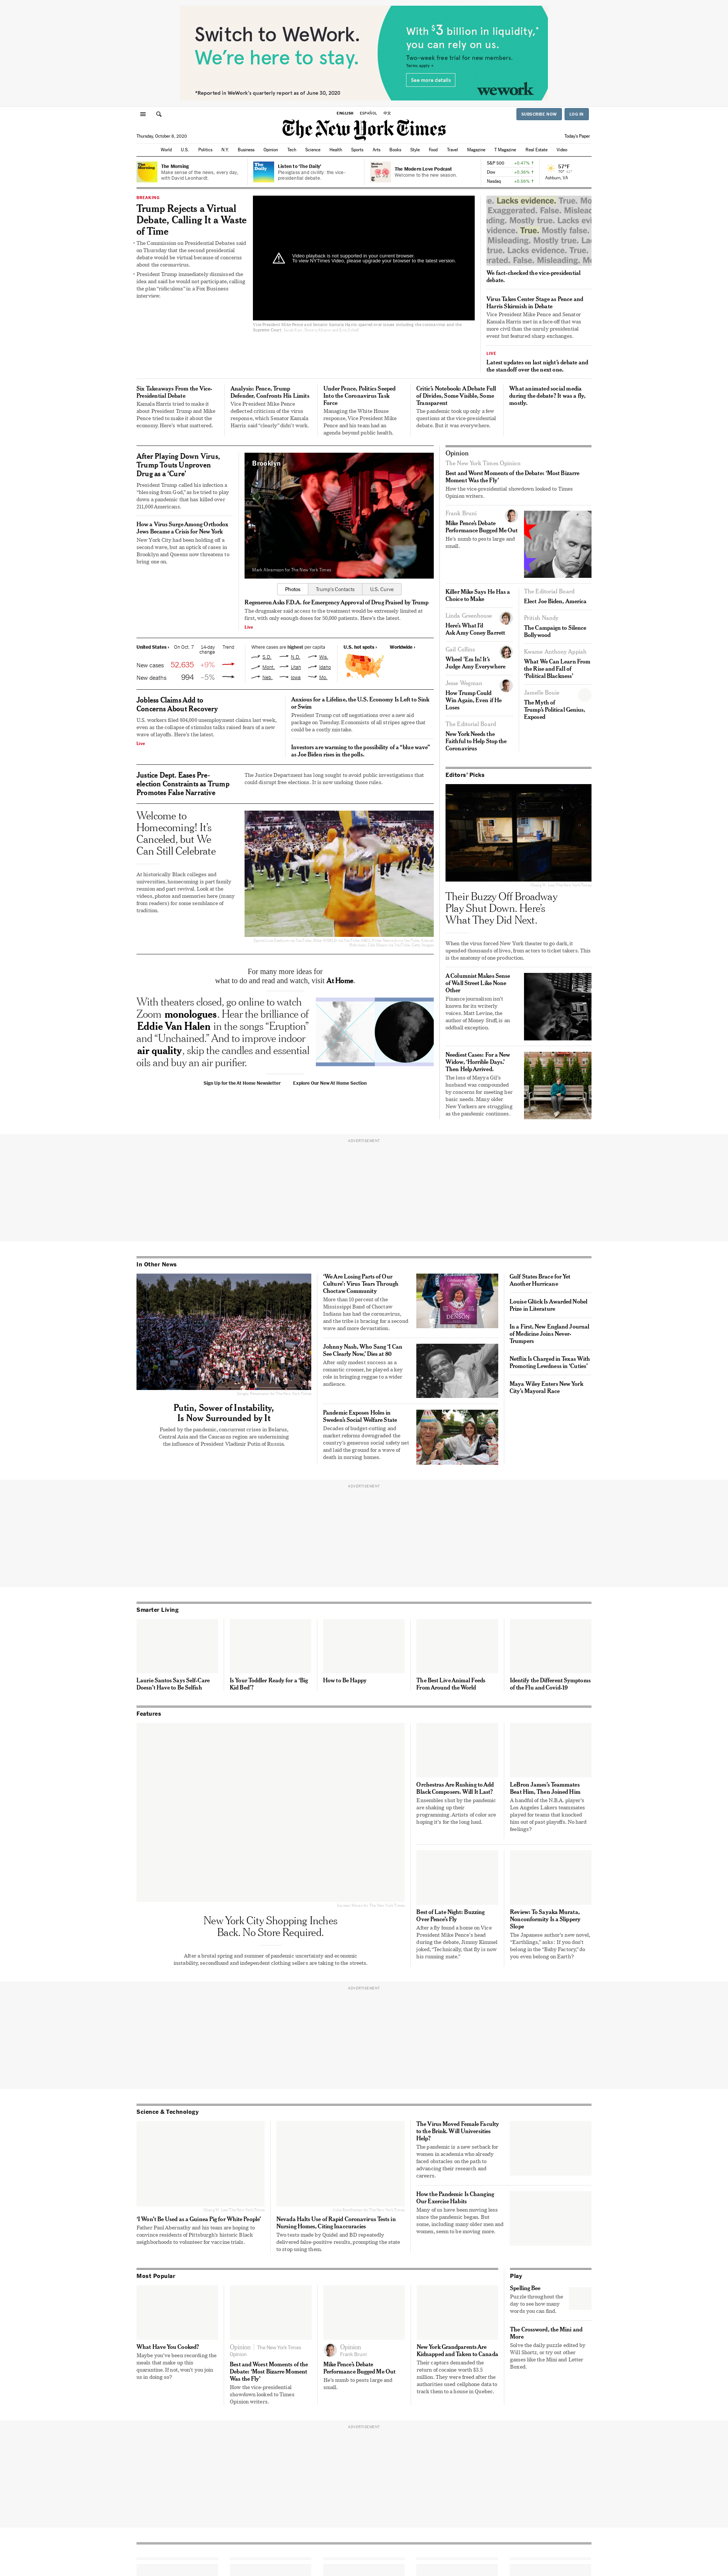 Switch to WeWork.
We're here to stay.
*Reported in WeWork's quarterly report as of June 30, 2020
With $3 billion in liquidity,*
you can rely on us.
Two-week free trial for new members.
Terms apply →
See more details
wework
ENGLISH ESPAÑOL 中文
SUBSCRIBE NOW LOG IN
The New York Times
Thursday, October 8, 2020
Today's Paper
World U.S. Politics N.Y. Business Opinion Tech Science Health Sports Arts Books Style Food Travel Magazine T Magazine Real Estate Video
The Morning
Make sense of the news, every day,
with David Leonhardt.
Listen to 'The Daily'
Plexiglass and civility: the vice-
presidential debate.
The Modern Love Podcast
Welcome to the new season.
S&P 500 +0.47% ↑
Dow +0.36% ↑
Nasdaq +0.56% ↑
57°F
Ashburn, VA
BREAKING
Trump Rejects a Virtual
Debate, Calling It a Waste
of Time
• The Commission on Presidential Debates said
on Thursday that the second presidential
debate would be virtual because of concerns
about the coronavirus.
• President Trump immediately dismissed the
idea and said he would not participate, calling
the plan "ridiculous" in a Fox Business
interview.
Video playback is not supported in your current browser.
To view NYTimes Video, please upgrade your browser to the latest version.
Vice President Mike Pence and Senator Kamala Harris sparred over issues including the coronavirus and the
Supreme Court.
We fact-checked the vice-presidential
debate.
Virus Takes Center Stage as Pence and
Harris Skirmish in Debate
Vice President Mike Pence and Senator
Kamala Harris met in a face-off that was
more civil than the unruly presidential
event but featured sharp exchanges.
LIVE
Latest updates on last night's debate and
the standoff over the next one.
Six Takeaways From the Vice-
Presidential Debate
Kamala Harris tried to make it
about President Trump and Mike
Pence tried to make it about the
economy. Here's what mattered.
Analysis: Pence, Trump
Defender, Confronts His Limits
Vice President Mike Pence
deflected criticism of the virus
response, which Senator Kamala
Harris said "clearly" didn't work.
Under Pence, Politics Seeped
Into the Coronavirus Task
Force
Managing the White House
response, Vice President Mike
Pence and his team had an
agenda beyond public health.
Critic's Notebook: A Debate Full
of Divides, Some Visible, Some
Transparent
The pandemic took up only a few
questions at the vice-presidential
debate. But it was everywhere.
What animated social media
during the debate? It was a fly,
mostly.
After Playing Down Virus,
Trump Touts Unproven
Drug as a 'Cure'
President Trump called his infection a
"blessing from God," as he tried to play
down a pandemic that has killed over
211,000 Americans.
How a Virus Surge Among Orthodox
Jews Became a Crisis for New York
New York City had been holding off a
second wave, but an uptick of cases in
Brooklyn and Queens now threatens to
bring one on.
Brooklyn
Mark Abramson for The New York Times
Photos Trump's Contacts U.S. Curve
Regeneron Asks F.D.A. for Emergency Approval of Drug Praised by Trump
The drugmaker said access to the treatment would be extremely limited at
first, with only enough doses for 50,000 patients. Here's the latest.
Live
Opinion
The New York Times Opinion
Best and Worst Moments of the Debate: 'Most Bizarre
Moment Was the Fly'
How the vice-presidential showdown looked to Times
Opinion writers.
Frank Bruni
Mike Pence's Debate
Performance Bugged Me Out
He's numb to pests large and
small.
Killer Mike Says He Has a
Choice to Make
Linda Greenhouse
Here's What I'd
Ask Amy Coney Barrett
Gail Collins
Whee! 'Em In! It's
Judge Amy Everywhere
Jesse Wegman
How Trump Could
Win Again, Even if He
Loses
The Editorial Board
New York Needs the
Faithful to Help Stop the
Coronavirus
The Editorial Board
Elect Joe Biden, America
Pritish Nandy
The Campaign to Silence
Bollywood
Kwame Anthony Appiah
What We Can Learn From
the Rise and Fall of
'Political Blackness'
Jamelle Bouie
The Myth of
Trump's Political Genius,
Exposed
United States › On Oct. 7 14-day
change Trend
New cases 52,635 +9%
New deaths 994 –5%
Where cases are highest per capita
S.D. N.D. Wis.
Mont. Utah Idaho
Neb. Iowa Mo.
U.S. hot spots › Worldwide ›
Jobless Claims Add to
Concerns About Recovery
U.S. workers filed 804,000 unemployment claims last week,
even as the collapse of stimulus talks raised fears of a new
wave of layoffs. Here's the latest.
Live
Anxious for a Lifeline, the U.S. Economy Is Left to Sink
or Swim
President Trump cut off negotiations over a new aid
package on Tuesday. Economists of all stripes agree that
could be a costly mistake.
Investors are warming to the possibility of a "blue wave"
as Joe Biden rises in the polls.
Justice Dept. Eases Pre-
election Constraints as Trump
Promotes False Narrative
The Justice Department has long sought to avoid public investigations that
could disrupt free elections. It is now undoing those rules.
Welcome to
Homecoming! It's
Canceled, but We
Can Still Celebrate
At historically Black colleges and
universities, homecoming is part family
reunion and part revival. Look at the
videos, photos and memories here (many
from readers) for some semblance of
tradition.
Editors' Picks
Their Buzzy Off Broadway
Play Shut Down. Here's
What They Did Next.
When the virus forced New York theater to go dark, it
upended thousands of lives, from actors to ticket takers. This
is the anatomy of one production.
A Columnist Makes Sense
of Wall Street Like None
Other
Finance journalism isn't
known for its writerly
voices. Matt Levine, the
author of Money Stuff, is an
oddball exception.
Neediest Cases: For a New
Widow, 'Horrible Days.'
Then Help Arrived.
The loss of Mayya Gil's
husband was compounded
by concerns for meeting her
basic needs. Many older
New Yorkers are struggling
as the pandemic continues.
For many more ideas for
what to do and read and watch, visit At Home.
With theaters closed, go online to watch
Zoom monologues. Hear the brilliance of
Eddie Van Halen in the songs "Eruption"
and "Unchained." And to improve indoor
air quality, skip the candles and essential
oils and buy an air purifier.
Sign Up for the At Home Newsletter Explore Our New At Home Section
ADVERTISEMENT
In Other News
Putin, Sower of Instability,
Is Now Surrounded by It
Fueled by the pandemic, concurrent crises in Belarus,
Central Asia and the Caucasus region are undermining
the influence of President Vladimir Putin of Russia.
'We Are Losing Parts of Our
Culture': Virus Tears Through
Choctaw Community
More than 10 percent of the
Mississippi Band of Choctaw
Indians has had the coronavirus,
and the tribe is bracing for a second
wave and more devastation.
Johnny Nash, Who Sang 'I Can
See Clearly Now,' Dies at 80
After only modest success as a
romantic crooner, he played a key
role in bringing reggae to a wider
audience.
Pandemic Exposes Holes in
Sweden's Social Welfare State
Decades of budget-cutting and
market reforms downgraded the
country's generous social safety net
and laid the ground for a wave of
death in nursing homes.
Gulf States Brace for Yet
Another Hurricane
Louise Glück Is Awarded Nobel
Prize in Literature
In a First, New England Journal
of Medicine Joins Never-
Trumpers
Netflix Is Charged in Texas With
Promoting Lewdness in 'Cuties'
Maya Wiley Enters New York
City's Mayoral Race
ADVERTISEMENT
Smarter Living
Laurie Santos Says Self-Care
Doesn't Have to Be Selfish
Is Your Toddler Ready for a 'Big
Kid Bed'?
How to Be Happy
The Best Live Animal Feeds
From Around the World
Identify the Different Symptoms
of the Flu and Covid-19
Features
New York City Shopping Inches
Back. No Store Required.
After a brutal spring and summer of pandemic uncertainty and economic
instability, secondhand and independent clothing sellers are taking to the streets.
Orchestras Are Rushing to Add
Black Composers. Will It Last?
Ensembles shut by the pandemic
are shaking up their
programming. Artists of color are
hoping it's for the long haul.
LeBron James's Teammates
Beat Him, Then Joined Him
A handful of the N.B.A. player's
Los Angeles Lakers teammates
played for teams that knocked
him out of past playoffs. No hard
feelings?
Best of Late Night: Buzzing
Over Pence's Fly
After a fly found a home on Vice
President Mike Pence's head
during the debate, Jimmy Kimmel
joked, "Technically, that fly is now
his running mate."
Review: To Sayaka Murata,
Nonconformity Is a Slippery
Slope
The Japanese author's new novel,
"Earthlings," asks: If you don't
belong in the "Baby Factory," do
you even belong on Earth?
ADVERTISEMENT
Science & Technology
'I Won't Be Used as a Guinea Pig for White People'
Father Paul Abernathy and his team are hoping to
convince residents of Pittsburgh's historic Black
neighborhoods to volunteer for vaccine trials.
Nevada Halts Use of Rapid Coronavirus Tests in
Nursing Homes, Citing Inaccuracies
Two tests made by Quidel and BD repeatedly
delivered false-positive results, prompting the state
to stop using them.
The Virus Moved Female Faculty
to the Brink. Will Universities
Help?
The pandemic is a new setback for
women in academia who already
faced obstacles on the path to
advancing their research and
careers.
How the Pandemic Is Changing
Our Exercise Habits
Many of us have been moving less
since the pandemic began. But
some, including many older men and
women, seem to be moving more.
Most Popular
What Have You Cooked?
Maybe you've been recording the
meals that make up this
quarantine. If not, won't you join
us in doing so?
Opinion The New York Times
Opinion
Best and Worst Moments of the
Debate: 'Most Bizarre Moment
Was the Fly'
How the vice-presidential
showdown looked to Times
Opinion writers.
Opinion
Frank Bruni
Mike Pence's Debate
Performance Bugged Me Out
He's numb to pests large and
small.
New York Grandparents Are
Kidnapped and Taken to Canada
Their captors demanded the
return of cocaine worth $3.5
million. They were freed after the
authorities used cellphone data to
track them to a house in Quebec.
Play
Spelling Bee
Puzzle throughout the
day to see how many
words you can find.
The Crossword, the Mini and
More
Solve the daily puzzle edited by
Will Shortz, or try out other
games like the Mini and Letter
Boxed.
ADVERTISEMENT